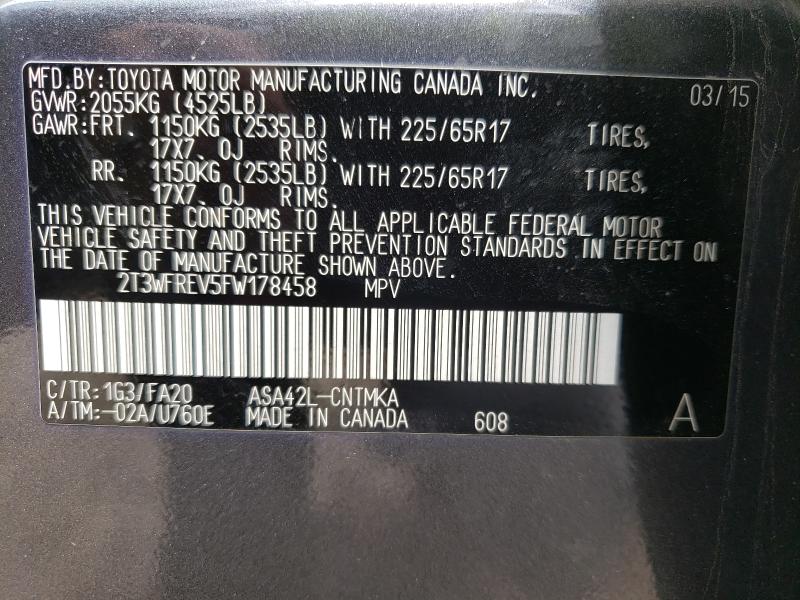 MFD.BY:TOYOTA MOTOR MANUFACTURING CANADA INC. 03/15
GVWR:2055KG (4525LB)
GAWR:FRT. 1150KG (2535LB) WITH 225/65R17 TIRES,
17X7.0J RIMS.
RR. 1150KG (2535LB) WITH 225/65R17 TIRES,
17X7.0J RIMS.
THIS VEHICLE CONFORMS TO ALL APPLICABLE FEDERAL MOTOR
VEHICLE SAFETY AND THEFT PREVENTION STANDARDS IN EFFECT ON
THE DATE OF MANUFACTURE SHOWN ABOVE.
2T3WFREV5FW178458 MPV
C/TR:1G3/FA20 ASA42L-CNTMKA
A/TM:-02A/U760E MADE IN CANADA 608 A